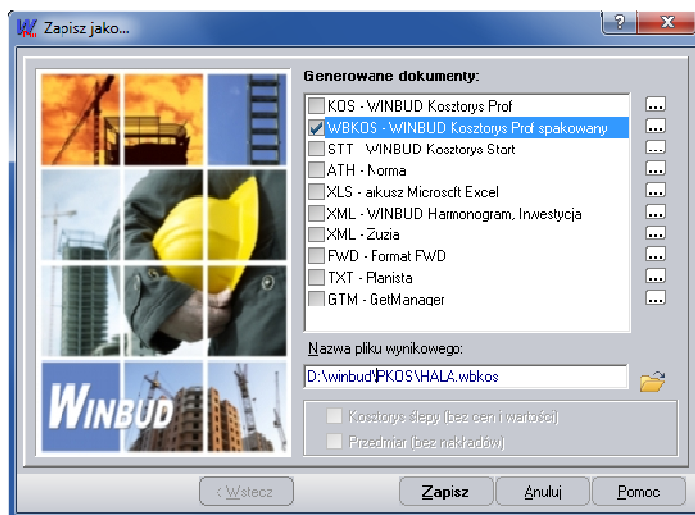 Zapisz jako...
Generowane dokumenty:
KOS - WINBUD Kosztorys Prof
WBKOS - WINBUD Kosztorys Prof spakowany
STT - WINBUD Kosztorys Start
ATH - Norma
XLS - arkusz Microsoft Excel
XML - WINBUD Harmonogram, Inwestycja
XML - Zuzia
FWD - Format FWD
TXT - Planista
GTM - GetManager
Nazwa pliku wynikowego:
D:\winbud\PKOS\HALA.wbkos
Kosztorys ślepy (bez cen i wartości)
Przedmiar (bez nakładów)
WINBUD
< Wstecz
Zapisz
Anuluj
Pomoc